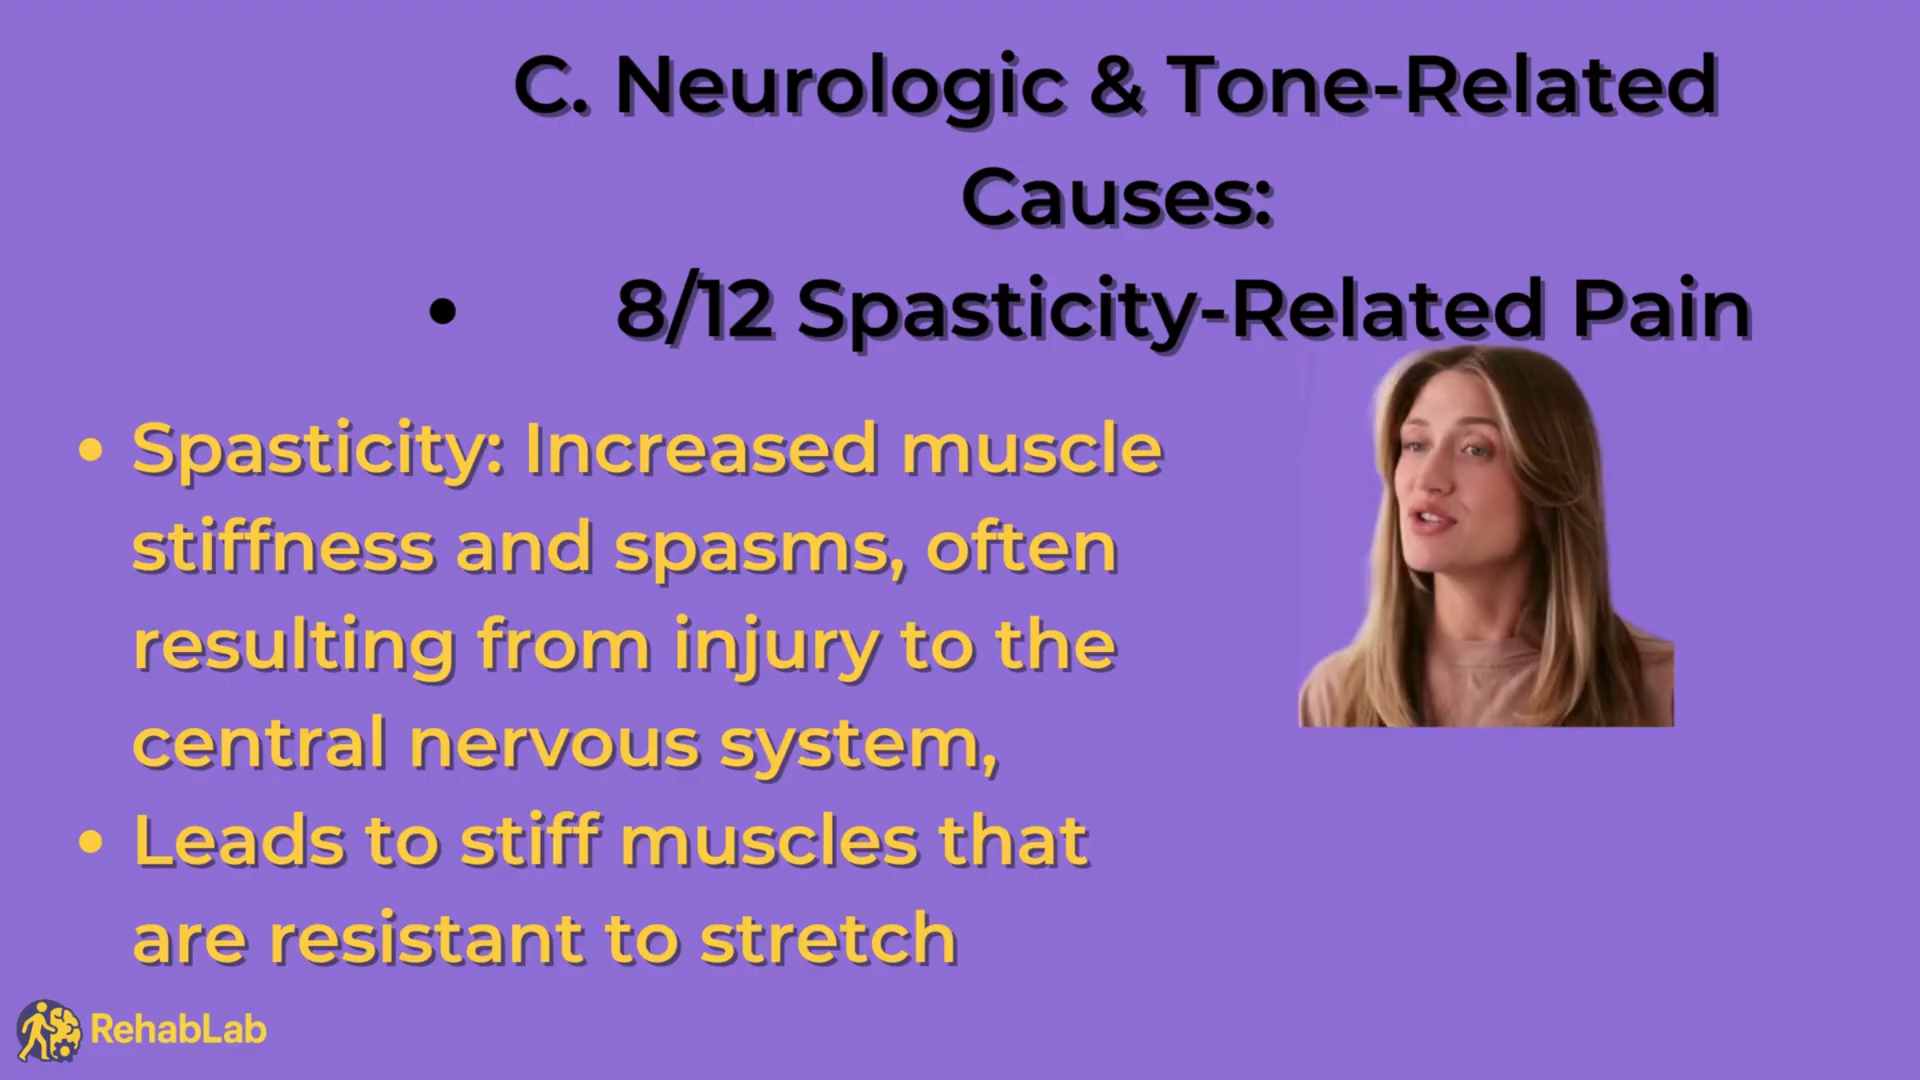 C. Neurologic & Tone-Related
Causes:
• 8/12 Spasticity-Related Pain
• Spasticity: Increased muscle
stiffness and spasms, often
resulting from injury to the
central nervous system,
• Leads to stiff muscles that
are resistant to stretch
RehabLab